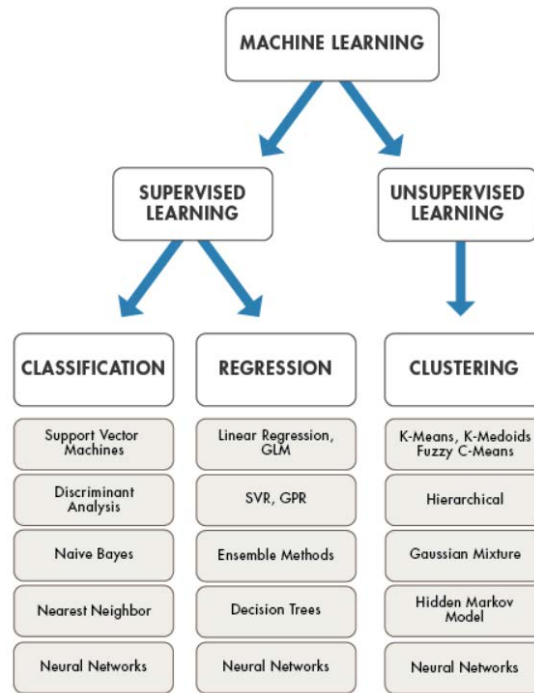 MACHINE LEARNING
SUPERVISED
LEARNING
UNSUPERVISED
LEARNING
CLASSIFICATION
REGRESSION
CLUSTERING
Support Vector
Machines
Linear Regression,
GLM
K-Means, K-Medoids
Fuzzy C-Means
Discriminant
Analysis
SVR, GPR
Hierarchical
Naive Bayes
Ensemble Methods
Gaussian Mixture
Nearest Neighbor
Decision Trees
Hidden Markov
Model
Neural Networks
Neural Networks
Neural Networks